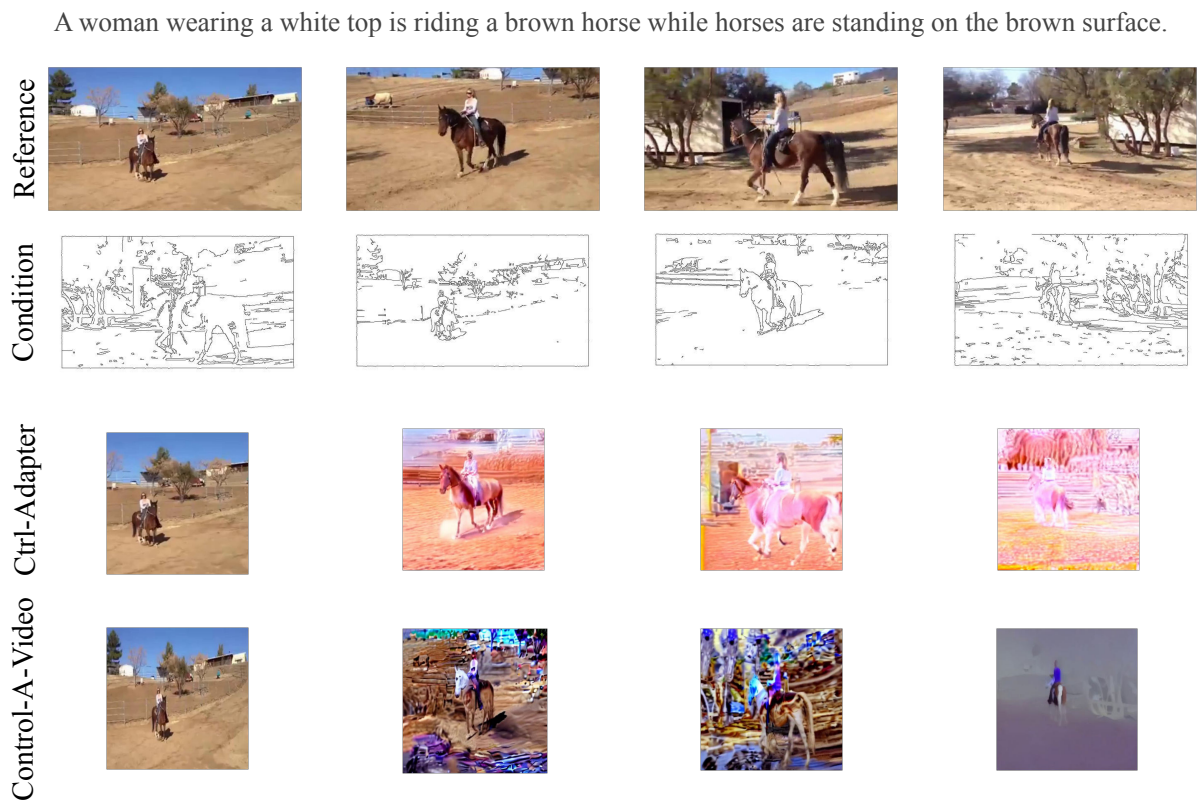 A woman wearing a white top is riding a brown horse while horses are standing on the brown surface.
Reference
Condition
Ctrl-Adapter
Control-A-Video